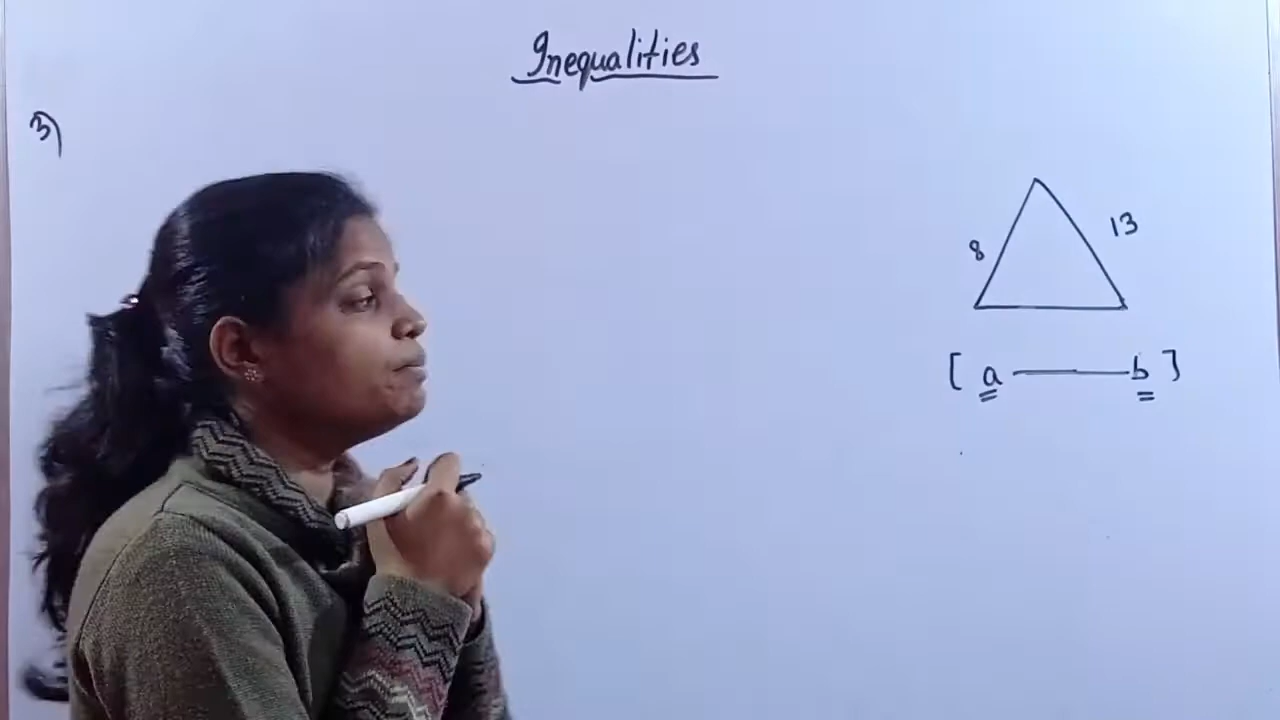 Inequalities
3)
8
13
[ a — b ]